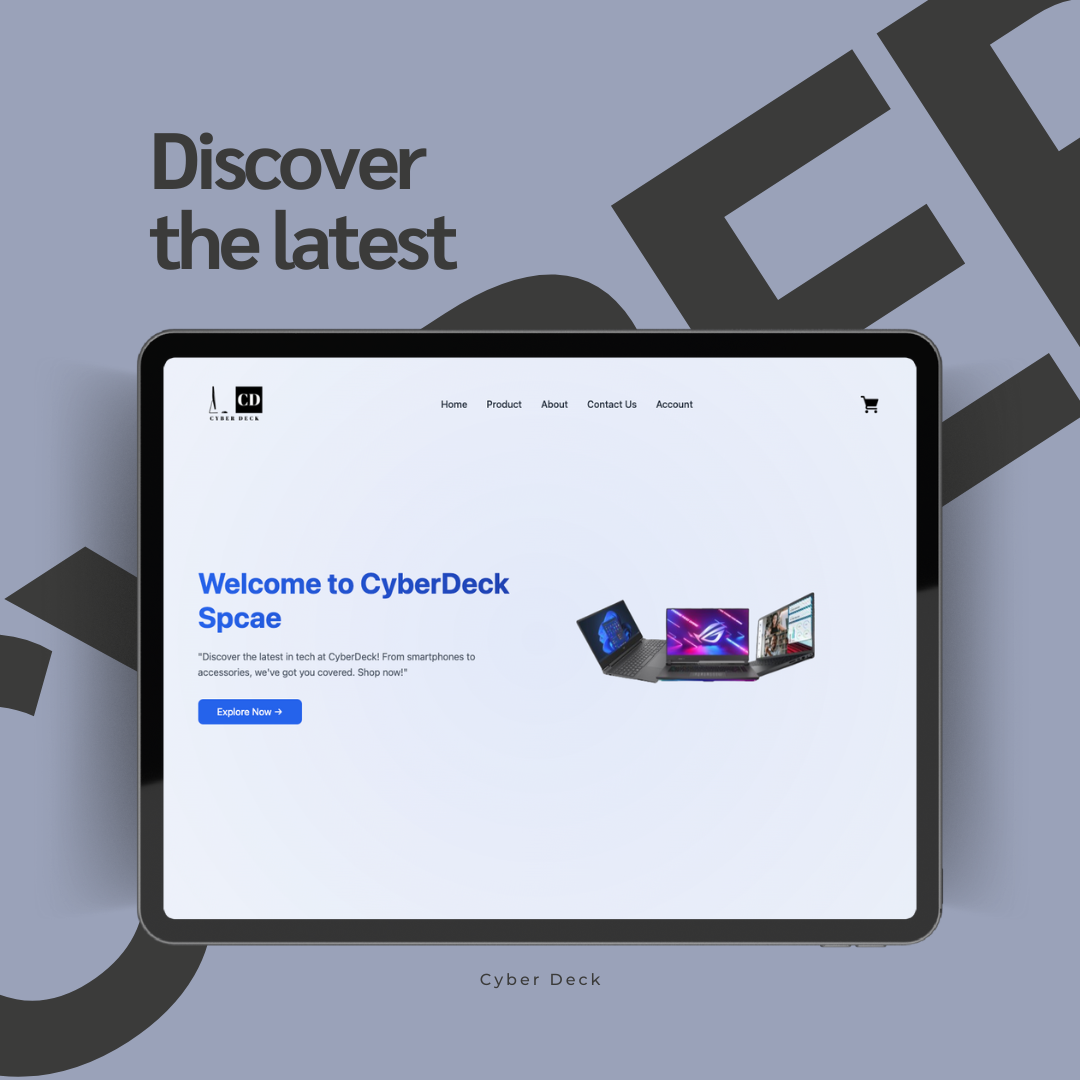 Discover
the latest
CYBER
CD
CYBER DECK
Home Product About Contact Us Account
Welcome to CyberDeck
Spcae
"Discover the latest in tech at CyberDeck! From smartphones to
accessories, we've got you covered. Shop now!"
Explore Now →
Cyber Deck